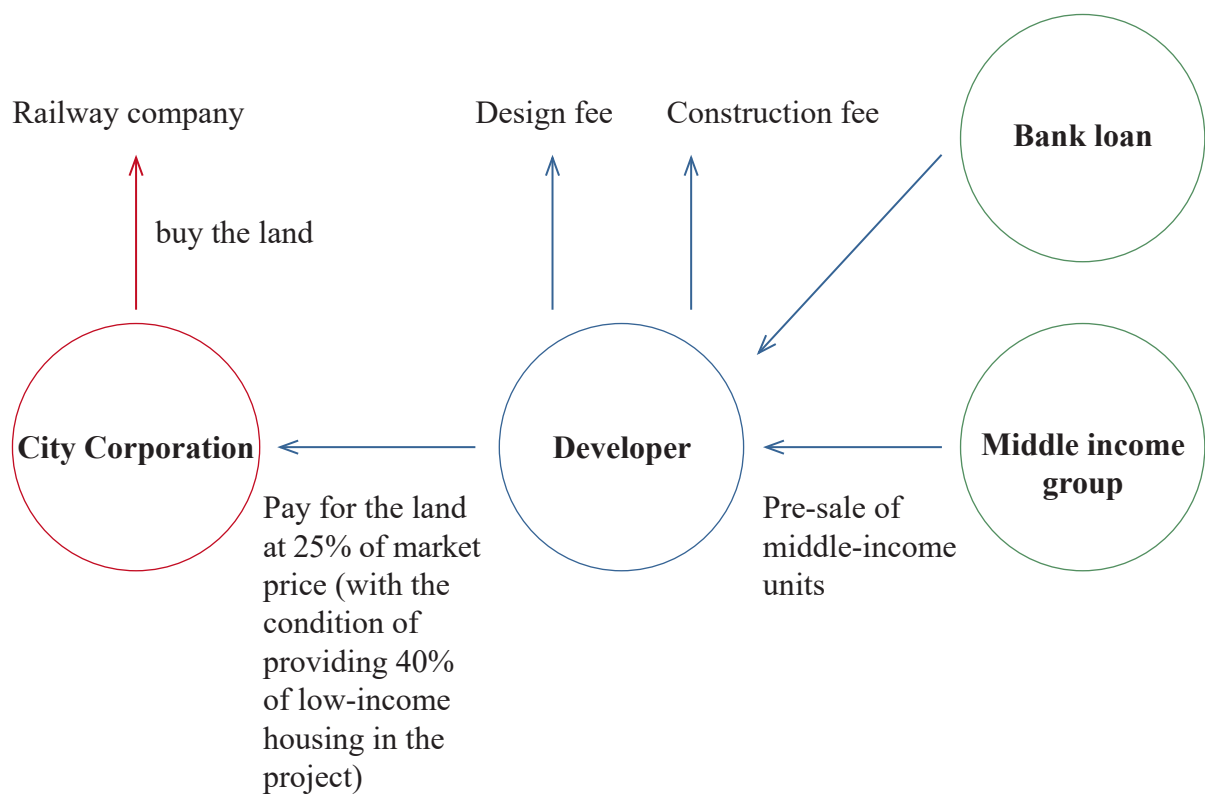 Railway company
Design fee
Construction fee
Bank loan
buy the land
City Corporation
Developer
Middle income
group
Pay for the land
at 25% of market
price (with the
condition of
providing 40%
of low-income
housing in the
project)
Pre-sale of
middle-income
units